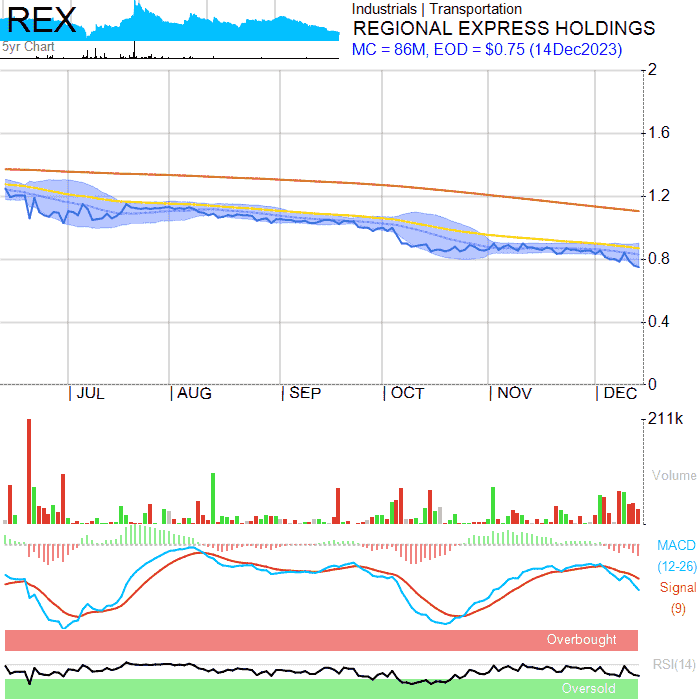 REX
5yr Chart
Industrials | Transportation
REGIONAL EXPRESS HOLDINGS
MC = 86M, EOD = $0.75 (14Dec2023)
2
1.6
1.2
0.8
0.4
0
| JUL | AUG | SEP | OCT | NOV | DEC
211k
Volume
MACD
(12-26)
Signal
(9)
Overbought
RSI(14)
Oversold